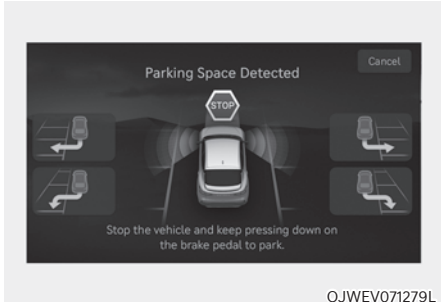 Cancel
Parking Space Detected
STOP
Stop the vehicle and keep pressing down on
the brake pedal to park.
OJWEV071279L